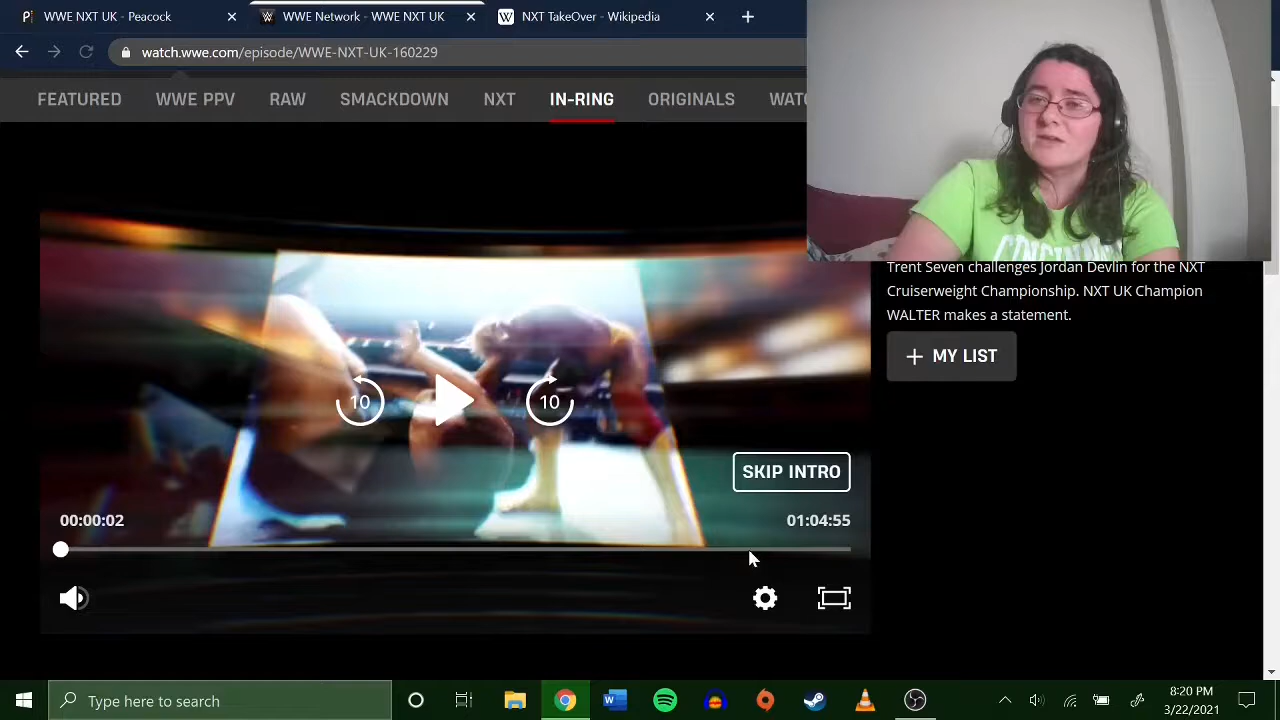 WWE NXT UK - Peacock
WWE Network - WWE NXT UK
NXT TakeOver - Wikipedia
watch.wwe.com/episode/WWE-NXT-UK-160229
FEATURED WWE PPV RAW SMACKDOWN NXT IN-RING ORIGINALS
Trent Seven challenges Jordan Devlin for the NXT
Cruiserweight Championship. NXT UK Champion
WALTER makes a statement.
+ MY LIST
10
10
SKIP INTRO
00:00:02
01:04:55
Type here to search
8:20 PM
3/22/2021